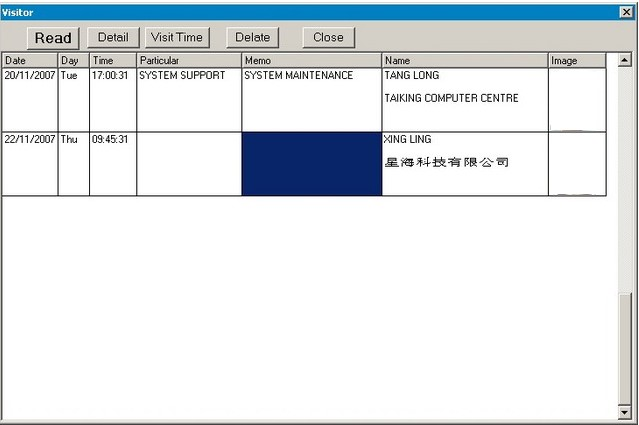 Visitor
Read Detail Visit Time Delate Close
Date Day Time Particular Memo Name Image
20/11/2007 Tue 17:00:31 SYSTEM SUPPORT SYSTEM MAINTENANCE TANG LONG
TAIKING COMPUTER CENTRE
22/11/2007 Thu 09:45:31 XING LING
星海科技有限公司